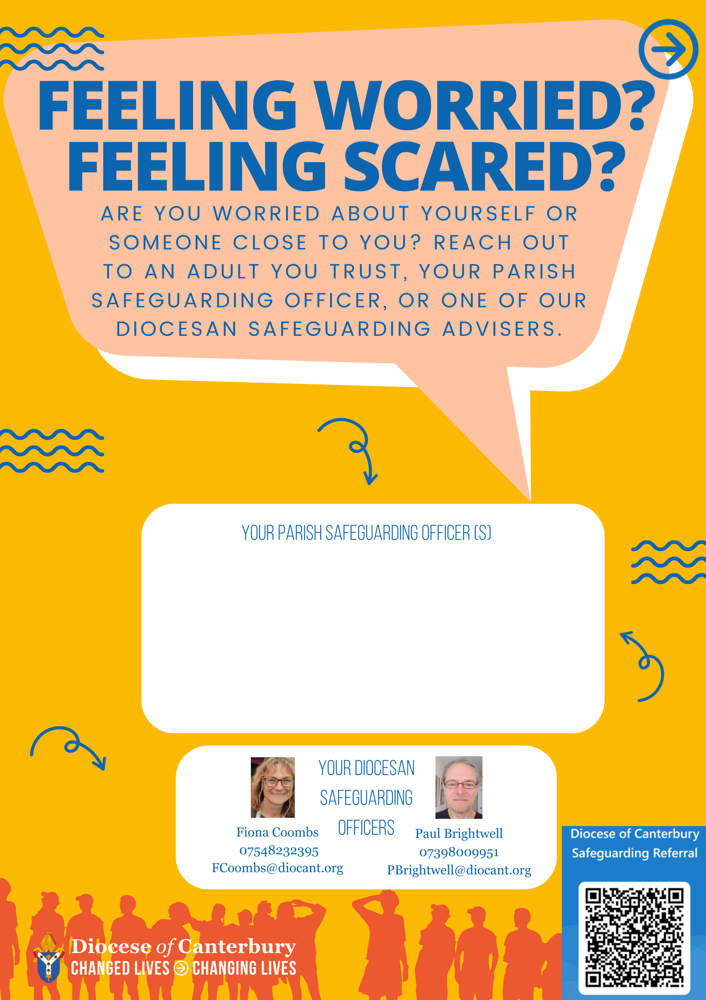 FEELING WORRIED?
FEELING SCARED?
ARE YOU WORRIED ABOUT YOURSELF OR
SOMEONE CLOSE TO YOU? REACH OUT
TO AN ADULT YOU TRUST, YOUR PARISH
SAFEGUARDING OFFICER, OR ONE OF OUR
DIOCESAN SAFEGUARDING ADVISERS.
YOUR PARISH SAFEGUARDING OFFICER (S)
YOUR DIOCESAN
SAFEGUARDING
OFFICERS
Fiona Coombs
07548232395
FCoombs@diocant.org
Paul Brightwell
07398009951
PBrightwell@diocant.org
Diocese of Canterbury
Safeguarding Referral
Diocese of Canterbury
CHANGED LIVES CHANGING LIVES